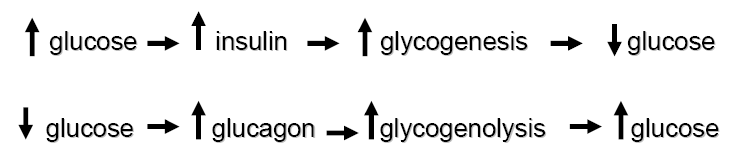 ↑ glucose → ↑ insulin → ↑ glycogenesis → ↓ glucose
↓ glucose → ↑ glucagon → ↑ glycogenolysis → ↑ glucose